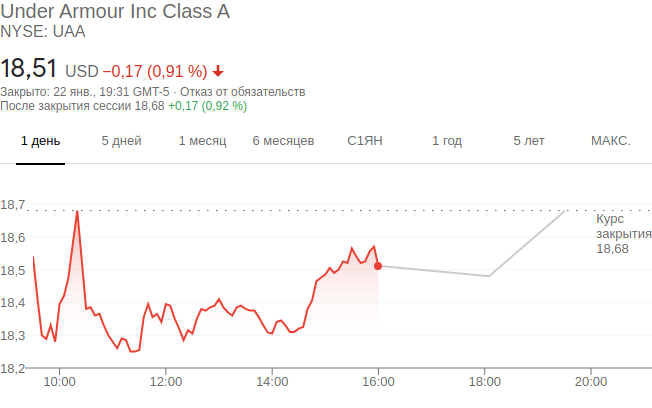 Under Armour Inc Class A
NYSE: UAA
18,51 USD −0,17 (0,91 %)
Закрыто: 22 янв., 19:31 GMT-5 · Отказ от обязательств
После закрытия сессии 18,68 +0,17 (0,92 %)
1 день 5 дней 1 месяц 6 месяцев С1ЯН 1 год 5 лет МАКС.
18,7
18,6
18,5
18,4
18,3
18,2
Курс
закрытия
18,68
10:00 12:00 14:00 16:00 18:00 20:00